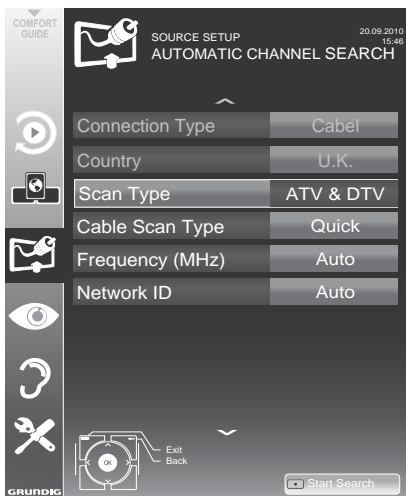 COMFORT
GUIDE
SOURCE SETUP
AUTOMATIC CHANNEL SEARCH
20.09.2010
15:46
Connection Type Cabel
Country U.K.
Scan Type ATV & DTV
Cable Scan Type Quick
Frequency (MHz) Auto
Network ID Auto
OK
Exit
Back
Start Search
GRUNDIG